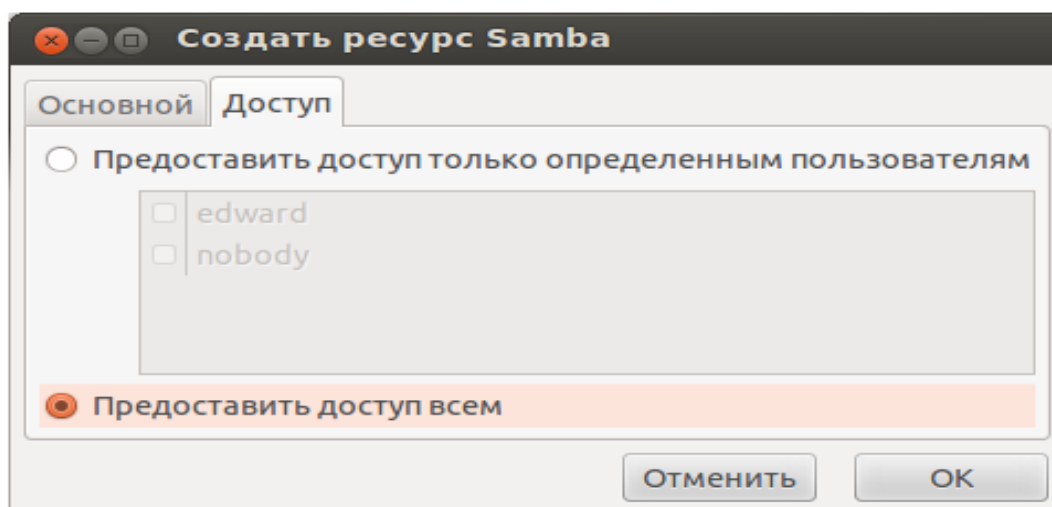 Создать ресурс Samba
Основной Доступ
Предоставить доступ только определенным пользователям
edward
nobody
Предоставить доступ всем
Отменить OK